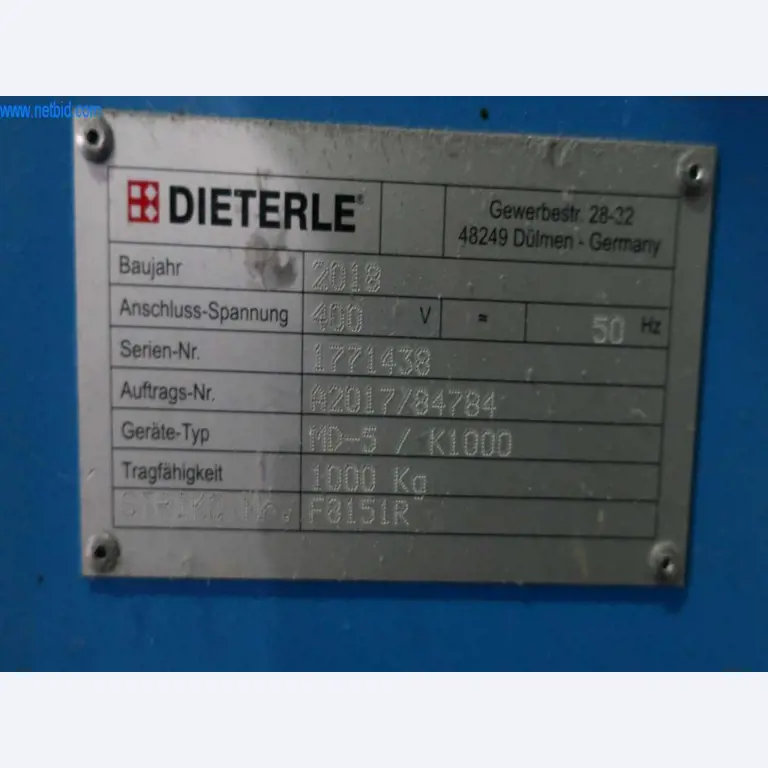 www.netbid.com
DIETERLE®
Gewerbestr. 28-32
48249 Dülmen - Germany
Baujahr 2018
Anschluss-Spannung 400 V ≈ 50 Hz
Serien-Nr. 1771438
Auftrags-Nr. A2017/84784
Geräte-Typ MD-5 / K1000
Tragfähigkeit 1000 Kg
STRIKO F8151R